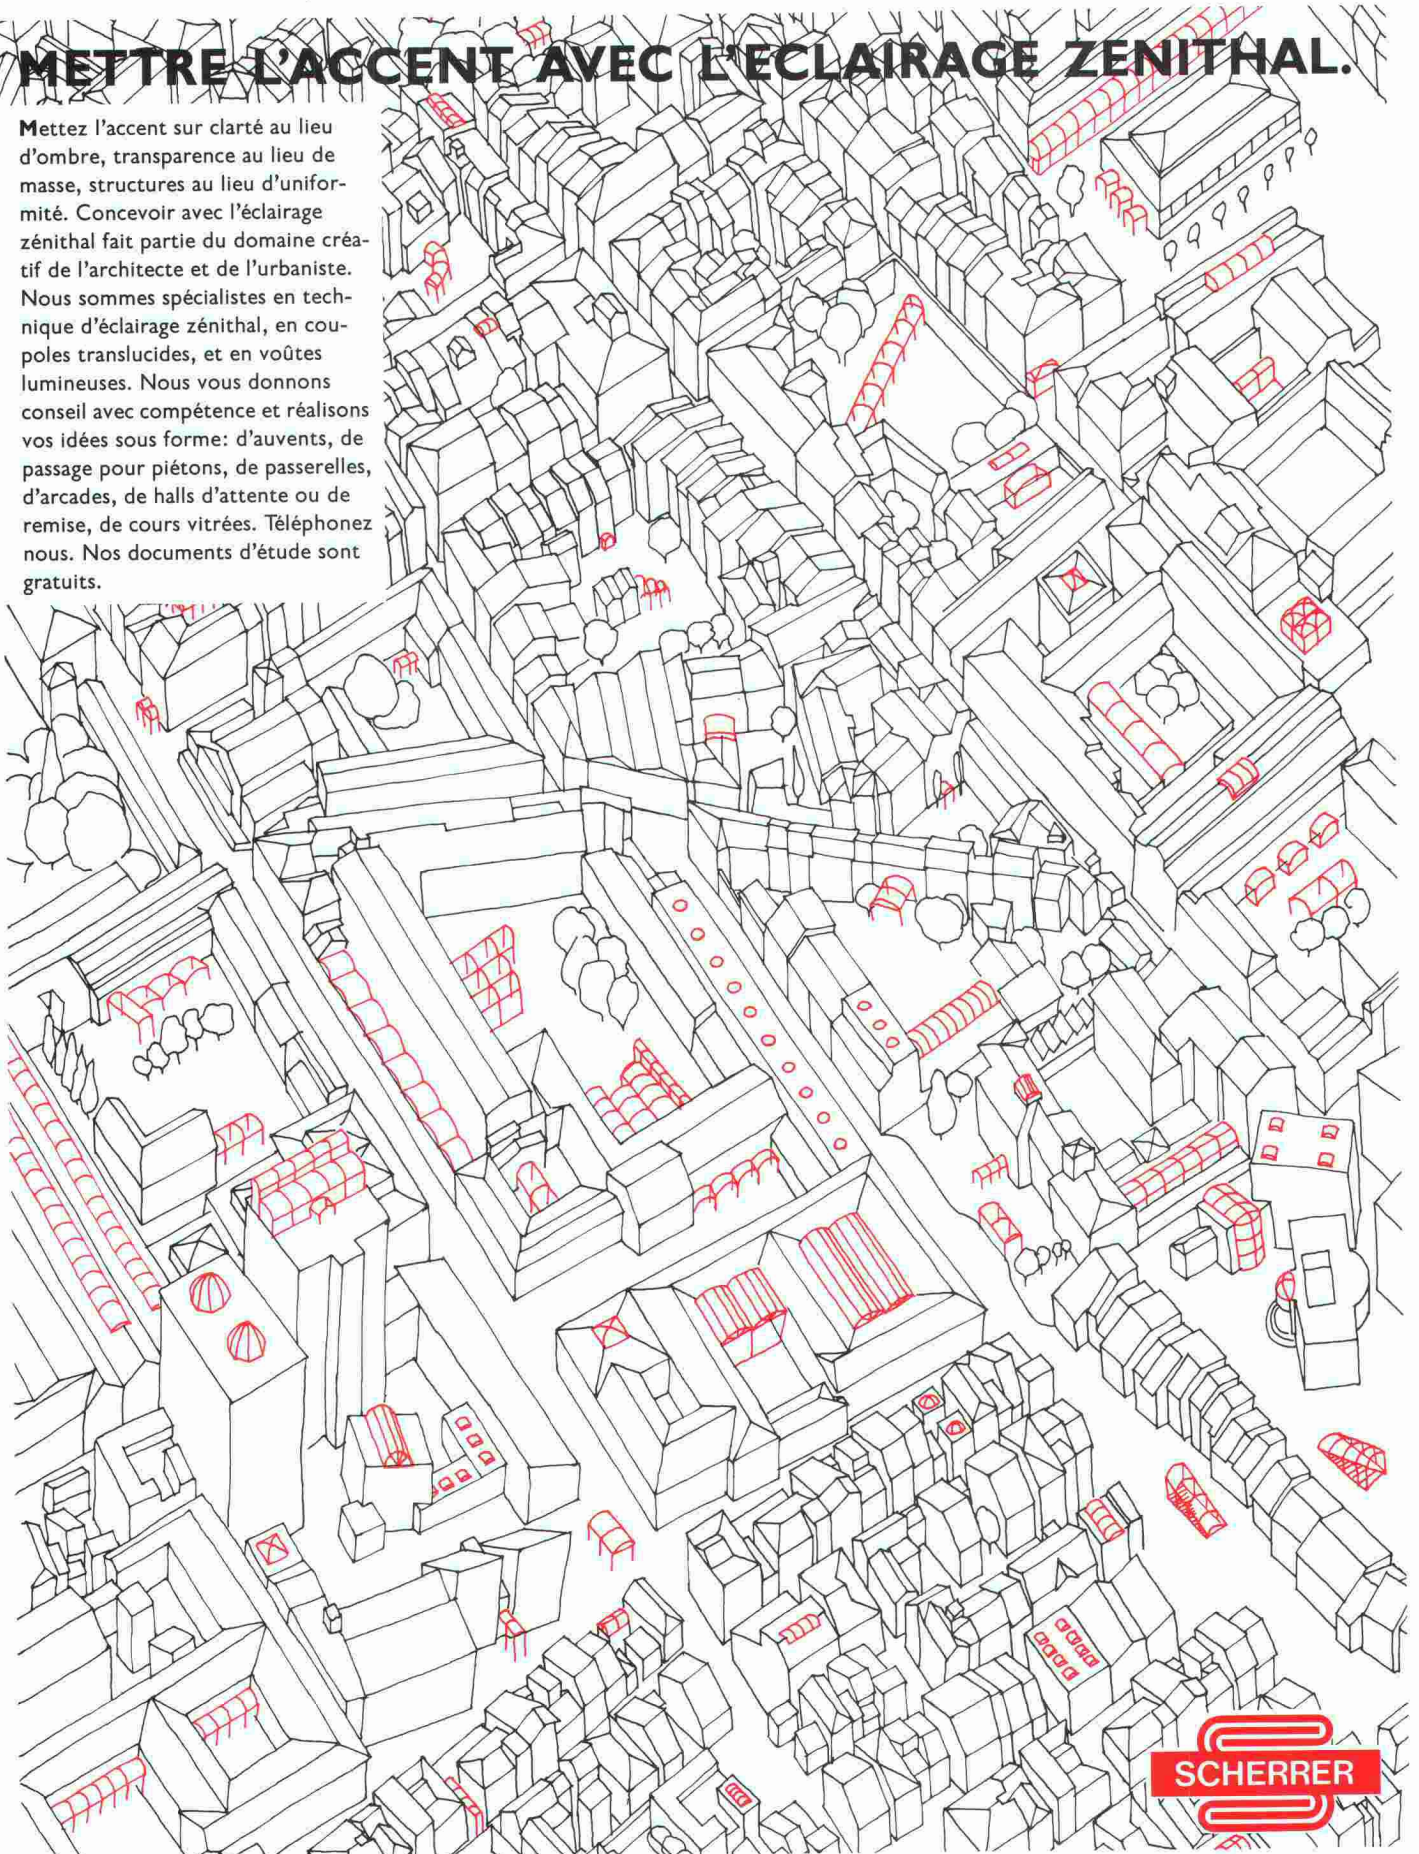 METTRE L'ACCENT AVEC L'ECLAIRAGE ZENITHAL.
Mettez l'accent sur clarté au lieu
d'ombre, transparence au lieu de
masse, structures au lieu d'unifor-
mité. Concevoir avec l'éclairage
zénithal fait partie du domaine créa-
tif de l'architecte et de l'urbaniste.
Nous sommes spécialistes en tech-
nique d'éclairage zénithal, en cou-
poles translucides, et en voûtes
lumineuses. Nous vous donnons
conseil avec compétence et réalisons
vos idées sous forme: d'auvents, de
passage pour piétons, de passerelles,
d'arcades, de halls d'attente ou de
remise, de cours vitrées. Téléphonez
nous. Nos documents d'étude sont
gratuits.
SCHERRER